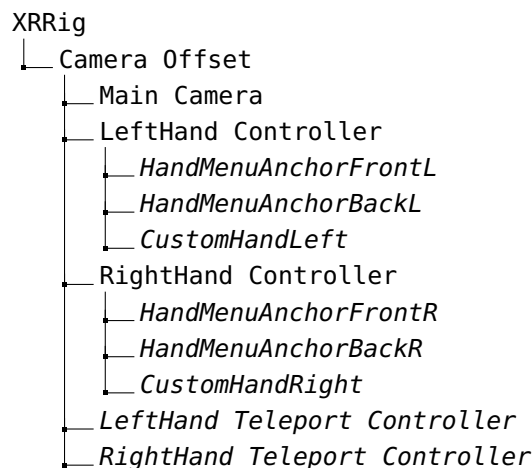 XRRig
Camera Offset
Main Camera
LeftHand Controller
HandMenuAnchorFrontL
HandMenuAnchorBackL
CustomHandLeft
RightHand Controller
HandMenuAnchorFrontR
HandMenuAnchorBackR
CustomHandRight
LeftHand Teleport Controller
RightHand Teleport Controller